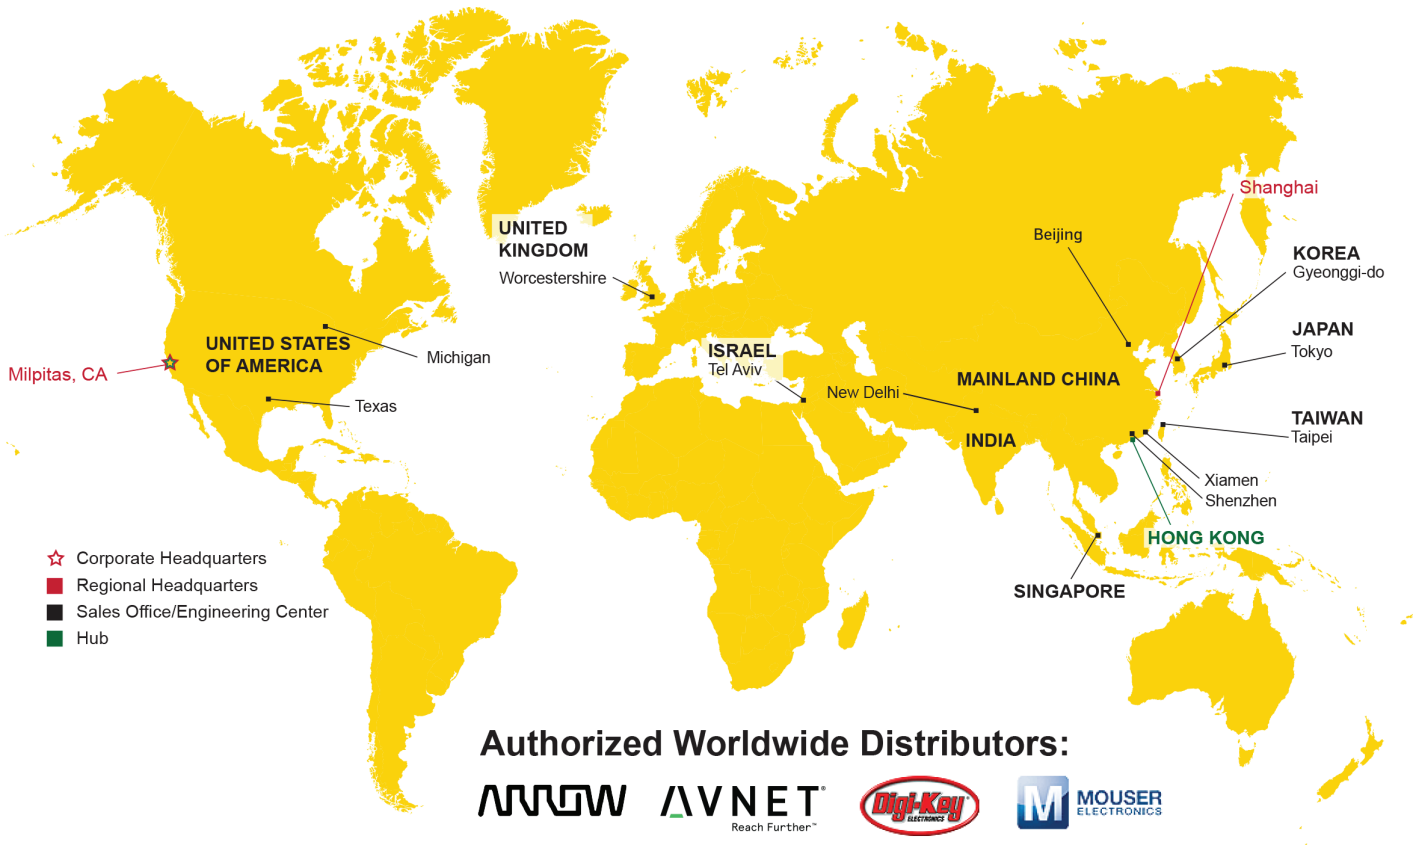 Shanghai
UNITED
KINGDOM
Worcestershire
Beijing
KOREA
Gyeonggi-do
JAPAN
Tokyo
UNITED STATES
OF AMERICA
Michigan
Milpitas, CA
Texas
ISRAEL
Tel Aviv
New Delhi
MAINLAND CHINA
INDIA
TAIWAN
Taipei
Xiamen
Shenzhen
HONG KONG
SINGAPORE
Corporate Headquarters
Regional Headquarters
Sales Office/Engineering Center
Hub
Authorized Worldwide Distributors:
ARROW
AVNET®
Reach Further™
Digi-Key®
ELECTRONICS
M MOUSER
ELECTRONICS